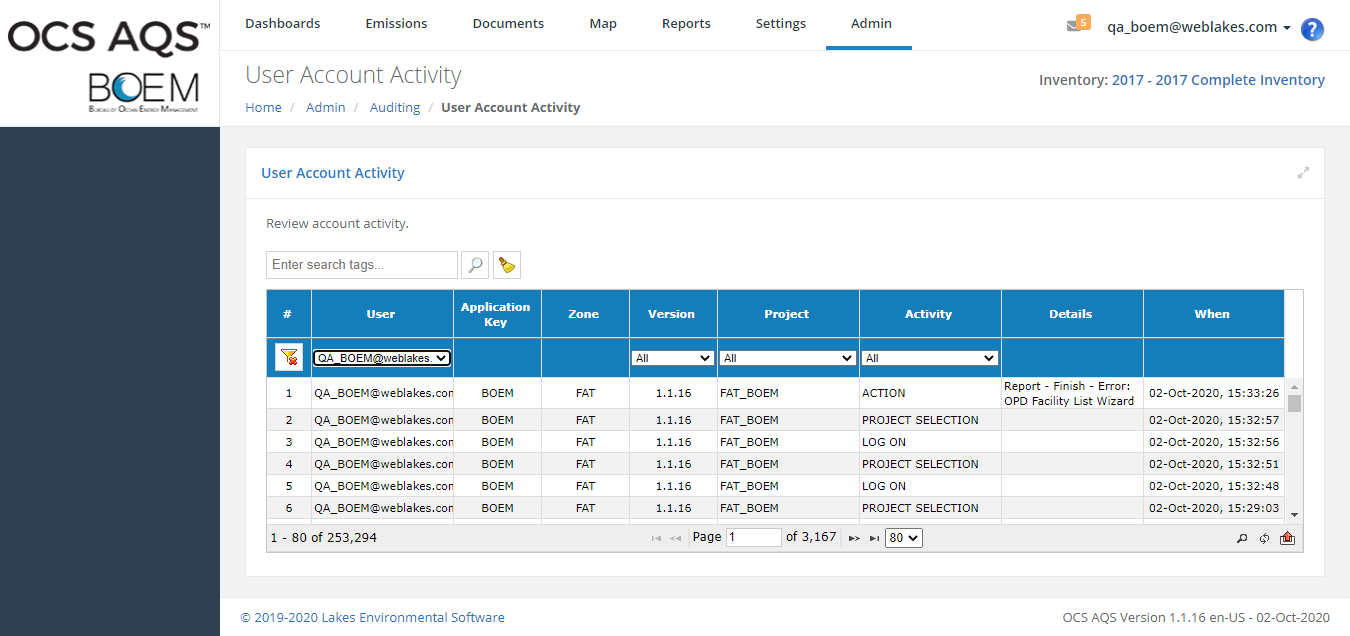 OCS AQS™
BOEM
BUREAU OF OCEAN ENERGY MANAGEMENT
Dashboards Emissions Documents Map Reports Settings Admin
5 qa_boem@weblakes.com ?
User Account Activity
Inventory: 2017 - 2017 Complete Inventory
Home / Admin / Auditing / User Account Activity
User Account Activity
Review account activity.
Enter search tags...
# User Application Key Zone Version Project Activity Details When
QA_BOEM@weblakes. All All All
1 QA_BOEM@weblakes.com BOEM FAT 1.1.16 FAT_BOEM ACTION Report - Finish - Error: OPD Facility List Wizard 02-Oct-2020, 15:33:26
2 QA_BOEM@weblakes.com BOEM FAT 1.1.16 FAT_BOEM PROJECT SELECTION 02-Oct-2020, 15:32:57
3 QA_BOEM@weblakes.com BOEM FAT 1.1.16 FAT_BOEM LOG ON 02-Oct-2020, 15:32:56
4 QA_BOEM@weblakes.com BOEM FAT 1.1.16 FAT_BOEM PROJECT SELECTION 02-Oct-2020, 15:32:51
5 QA_BOEM@weblakes.com BOEM FAT 1.1.16 FAT_BOEM LOG ON 02-Oct-2020, 15:32:48
6 QA_BOEM@weblakes.com BOEM FAT 1.1.16 FAT_BOEM PROJECT SELECTION 02-Oct-2020, 15:29:03
1 - 80 of 253,294 Page 1 of 3,167 80
© 2019-2020 Lakes Environmental Software
OCS AQS Version 1.1.16 en-US - 02-Oct-2020